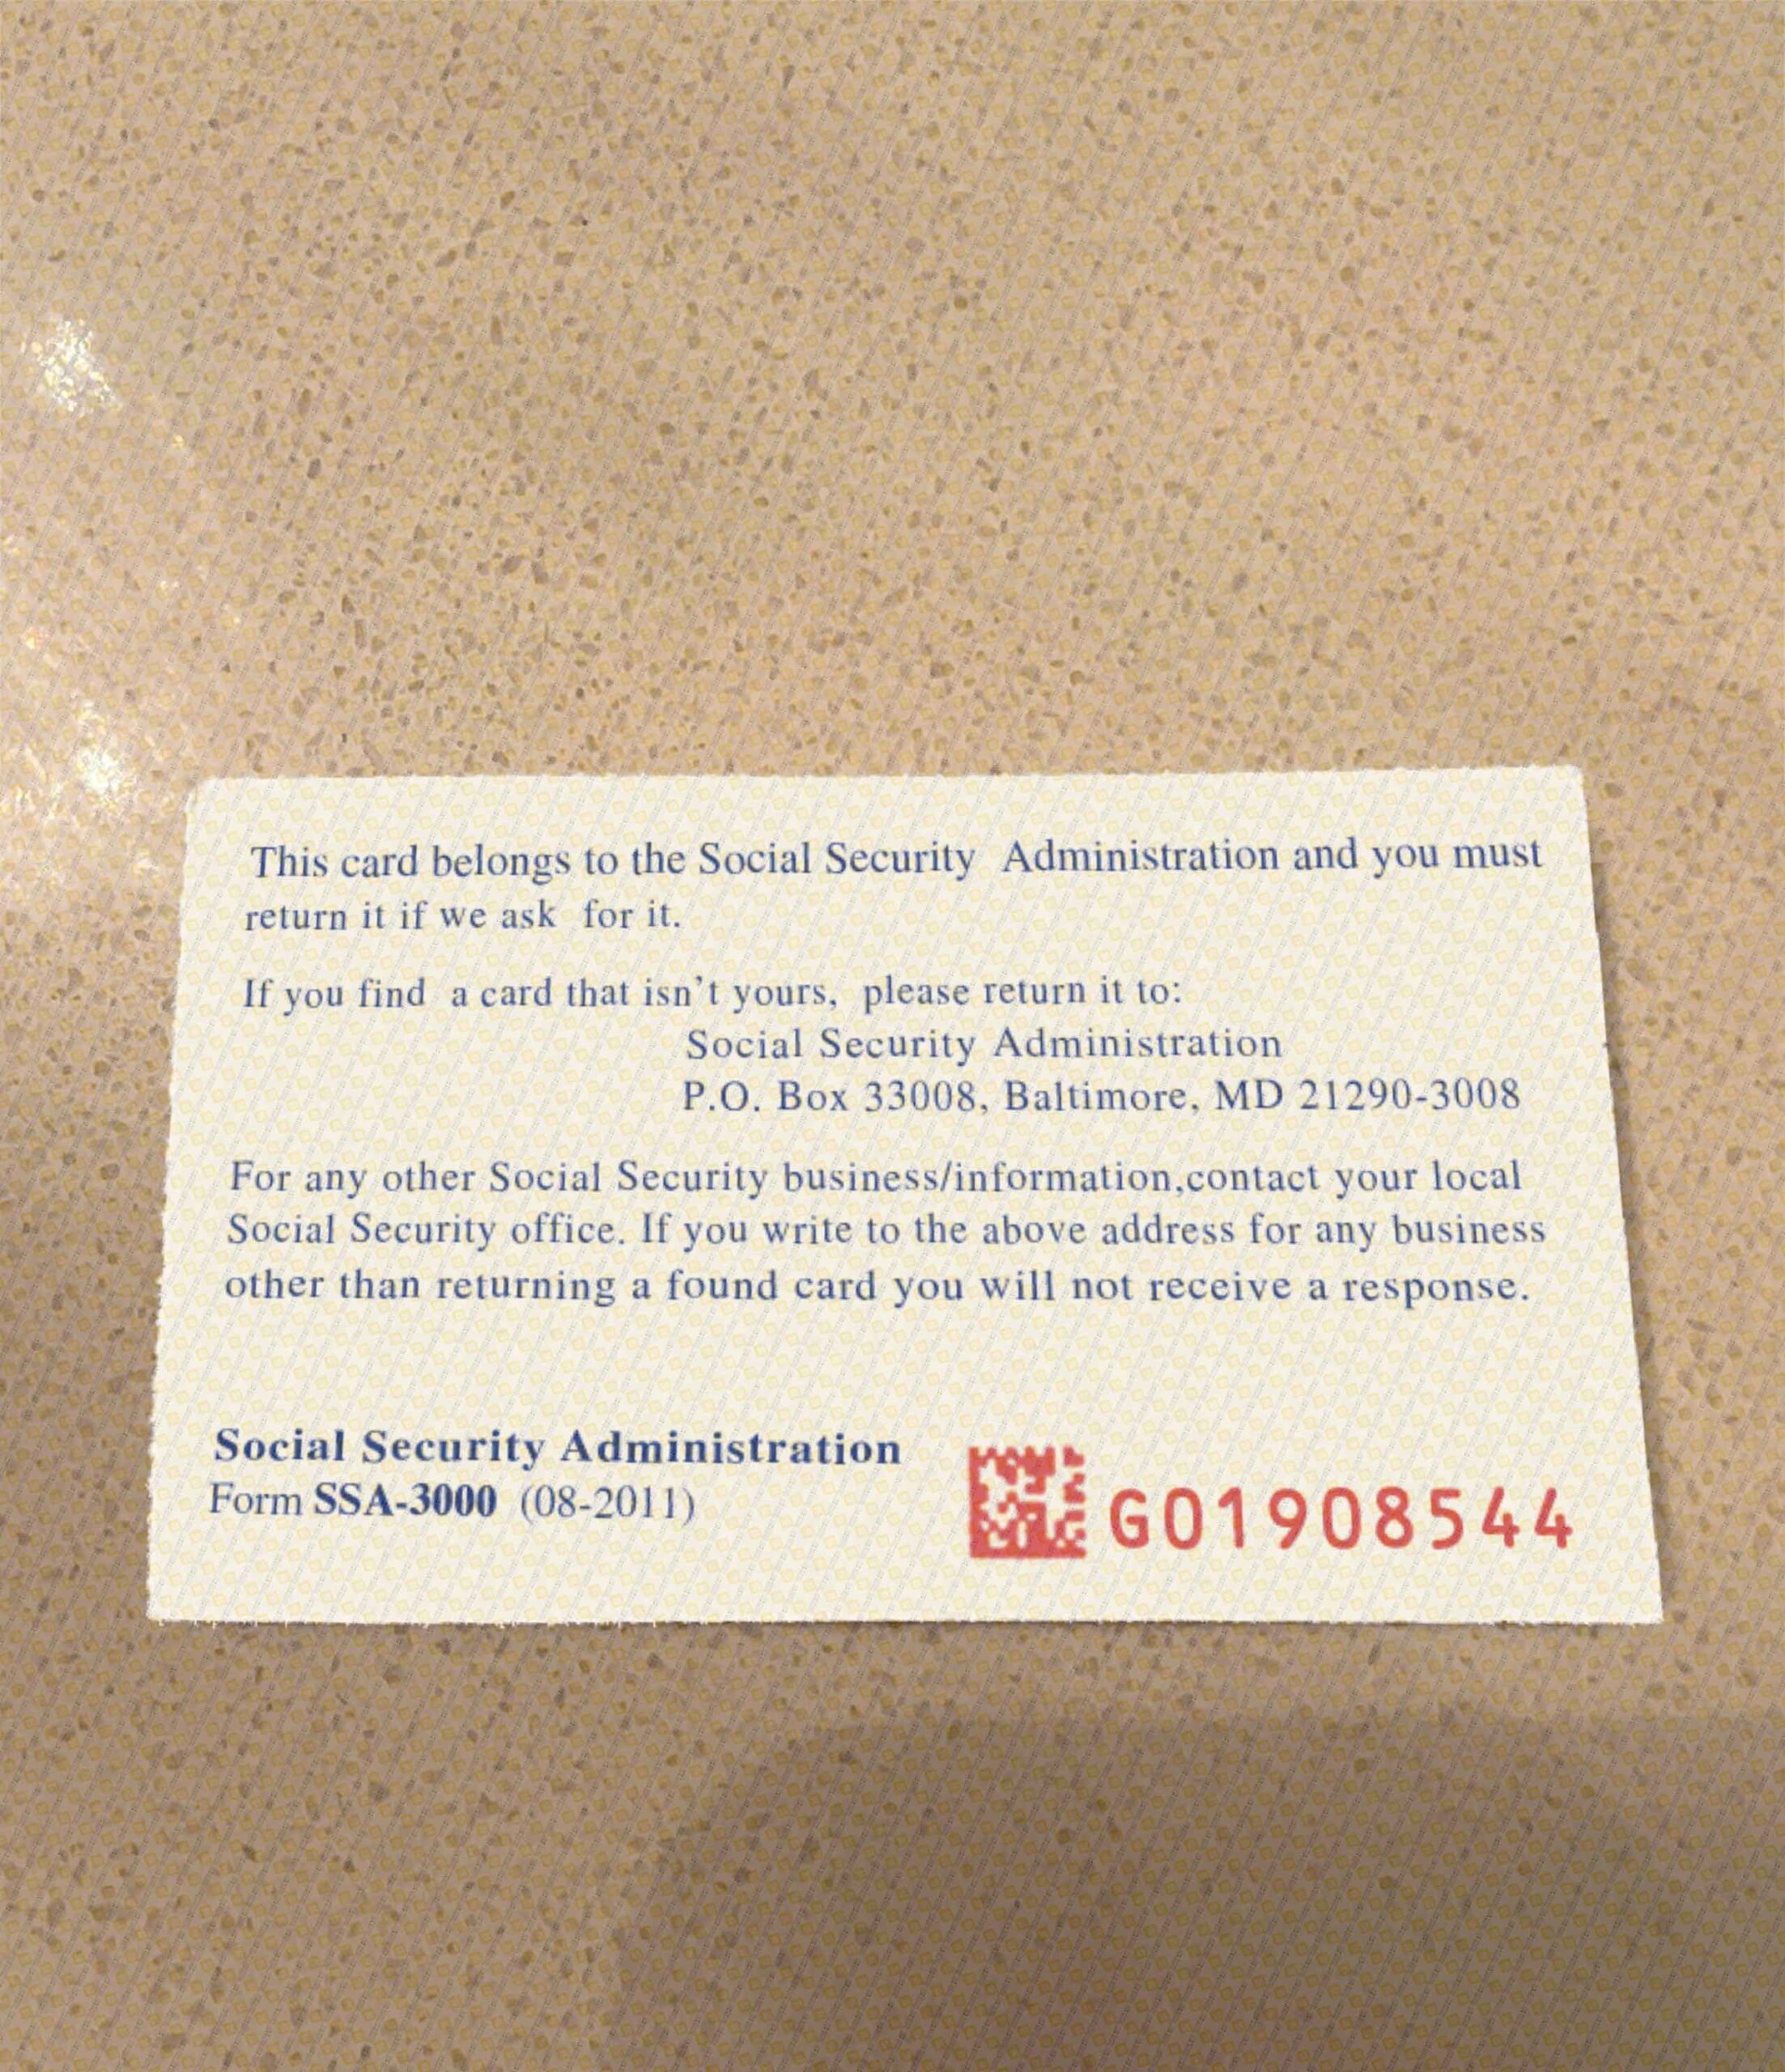 This card belongs to the Social Security Administration and you must
return it if we ask for it.
If you find a card that isn't yours, please return it to:
Social Security Administration
P.O. Box 33008, Baltimore, MD 21290-3008
For any other Social Security business/information,contact your local
Social Security office. If you write to the above address for any business
other than returning a found card you will not receive a response.
Social Security Administration
Form SSA-3000 (08-2011)
G01908544